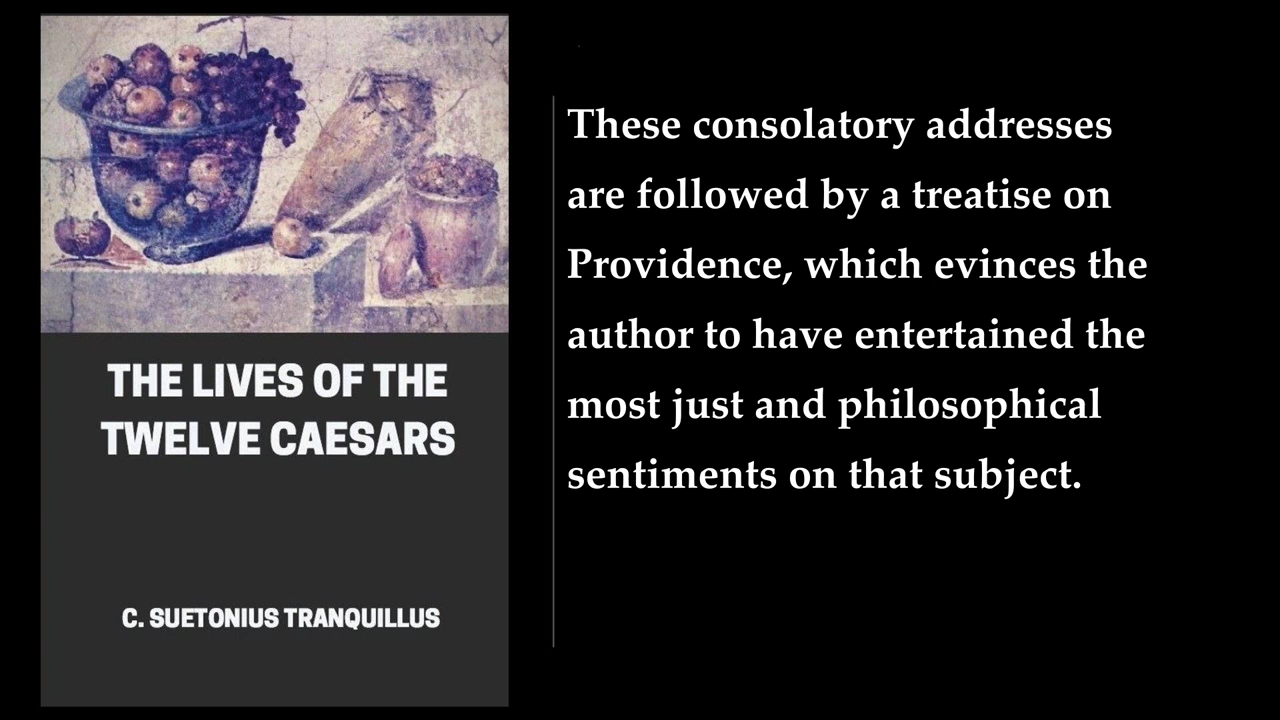 THE LIVES OF THE
TWELVE CAESARS
C. SUETONIUS TRANQUILLUS
These consolatory addresses
are followed by a treatise on
Providence, which evinces the
author to have entertained the
most just and philosophical
sentiments on that subject.